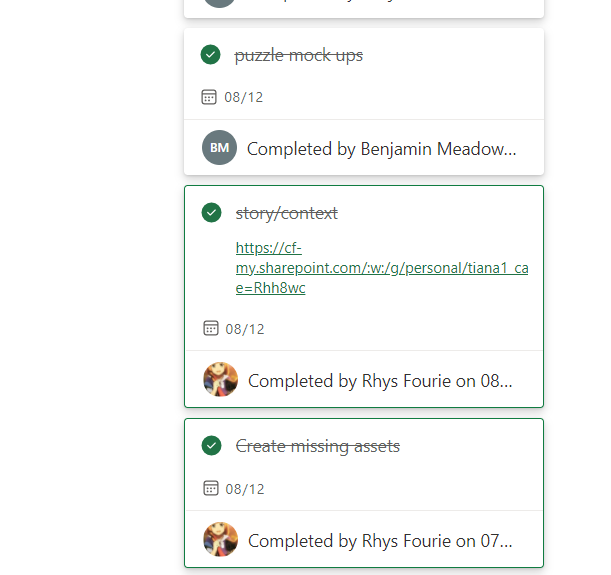 puzzle mock ups
08/12
BM
Completed by Benjamin Meadow...
story/context
https://cf-
my.sharepoint.com/:w:/g/personal/tiana1_ca
e=Rhh8wc
08/12
Completed by Rhys Fourie on 08...
Create missing assets
08/12
Completed by Rhys Fourie on 07...